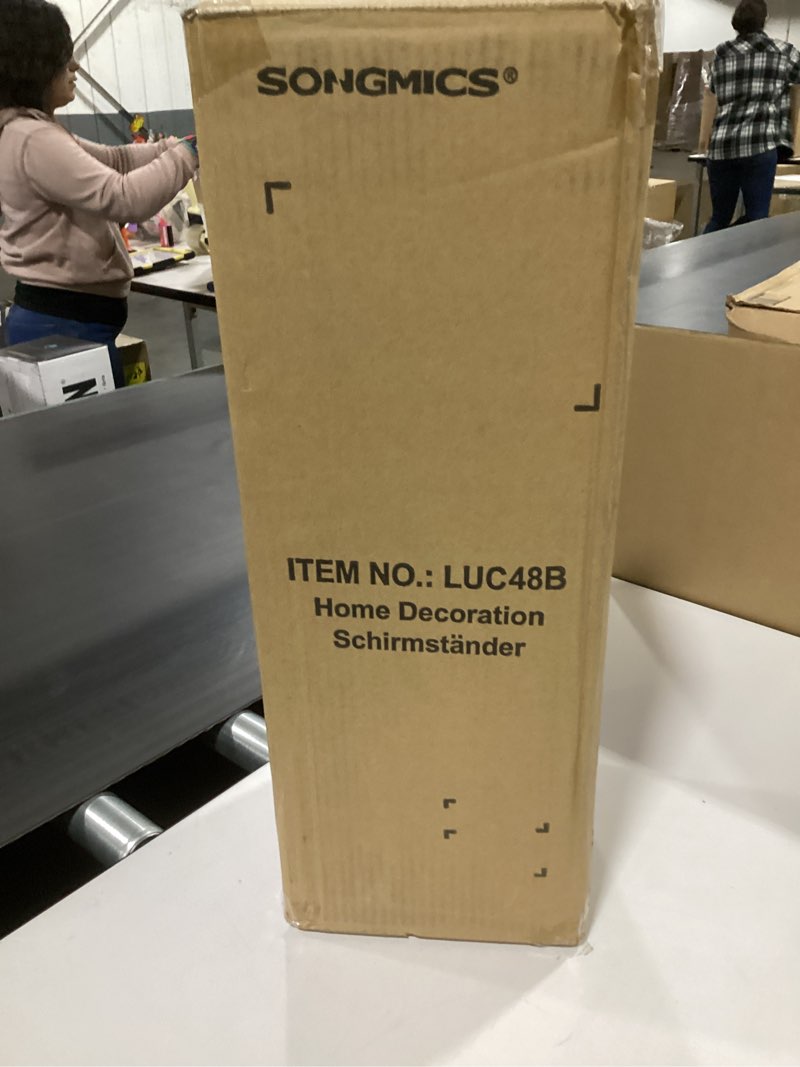 SONGMICS®
ITEM NO.: LUC48B
Home Decoration
Schirmständer
N